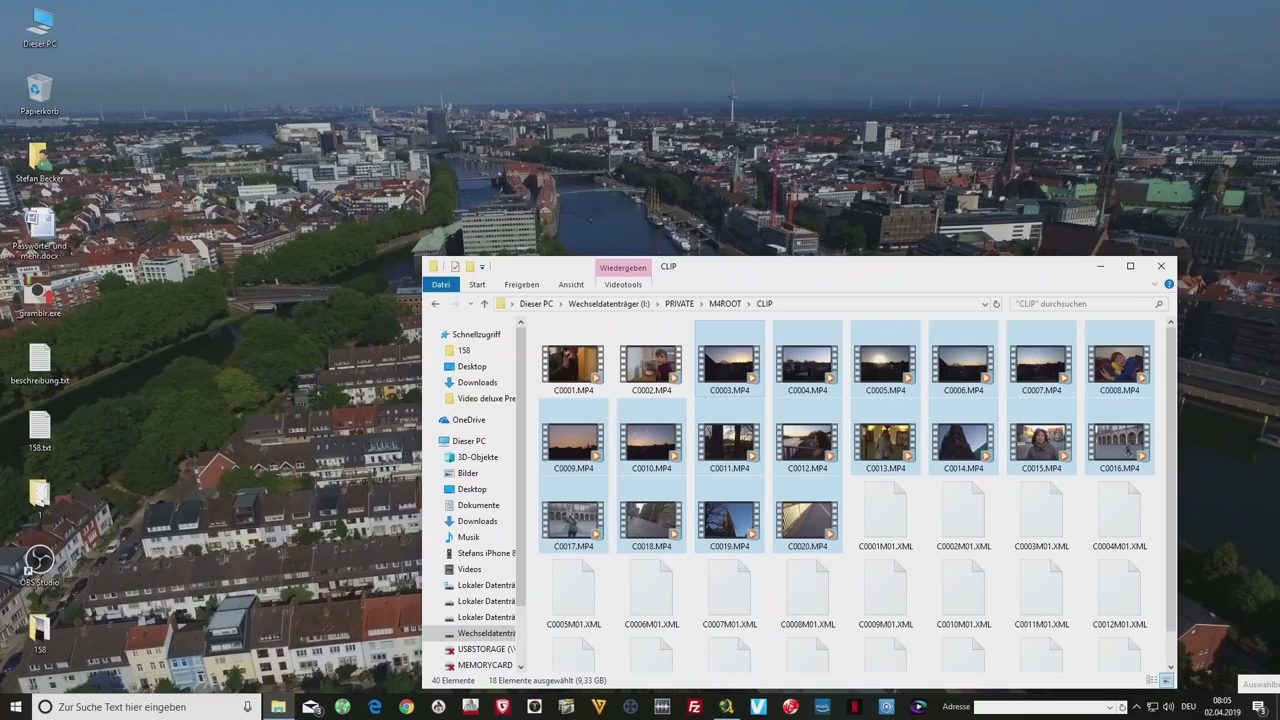 Dieser PC
Papierkorb
Stefan Becker
Passwörter und
mehr.docx
_gramblr.exe
beschreibung.txt
158.txt
OBS Studio
158
Wiedergeben
CLIP
Datei
Start
Freigeben
Ansicht
Videotools
Dieser PC > Wechseldatenträger (I:) > PRIVATE > M4ROOT > CLIP
"CLIP" durchsuchen
Schnellzugriff
158
Desktop
Downloads
Video deluxe Pre
OneDrive
Dieser PC
3D-Objekte
Bilder
Desktop
Dokumente
Downloads
Musik
Stefans iPhone 8
Videos
Lokaler Datenträ
Lokaler Datenträ
Lokaler Datenträ
Wechseldatenträ
USBSTORAGE (\\
MEMORYCARD
C0001.MP4 C0002.MP4 C0003.MP4 C0004.MP4 C0005.MP4 C0006.MP4 C0007.MP4 C0008.MP4
C0009.MP4 C0010.MP4 C0011.MP4 C0012.MP4 C0013.MP4 C0014.MP4 C0015.MP4 C0016.MP4
C0017.MP4 C0018.MP4 C0019.MP4 C0020.MP4 C0001M01.XML C0002M01.XML C0003M01.XML C0004M01.XML
C0005M01.XML C0006M01.XML C0007M01.XML C0008M01.XML C0009M01.XML C0010M01.XML C0011M01.XML C0012M01.XML
40 Elemente 18 Elemente ausgewählt (9,33 GB)
Auswahlbe
Zur Suche Text hier eingeben
Adresse
DEU
08:05
02.04.2019